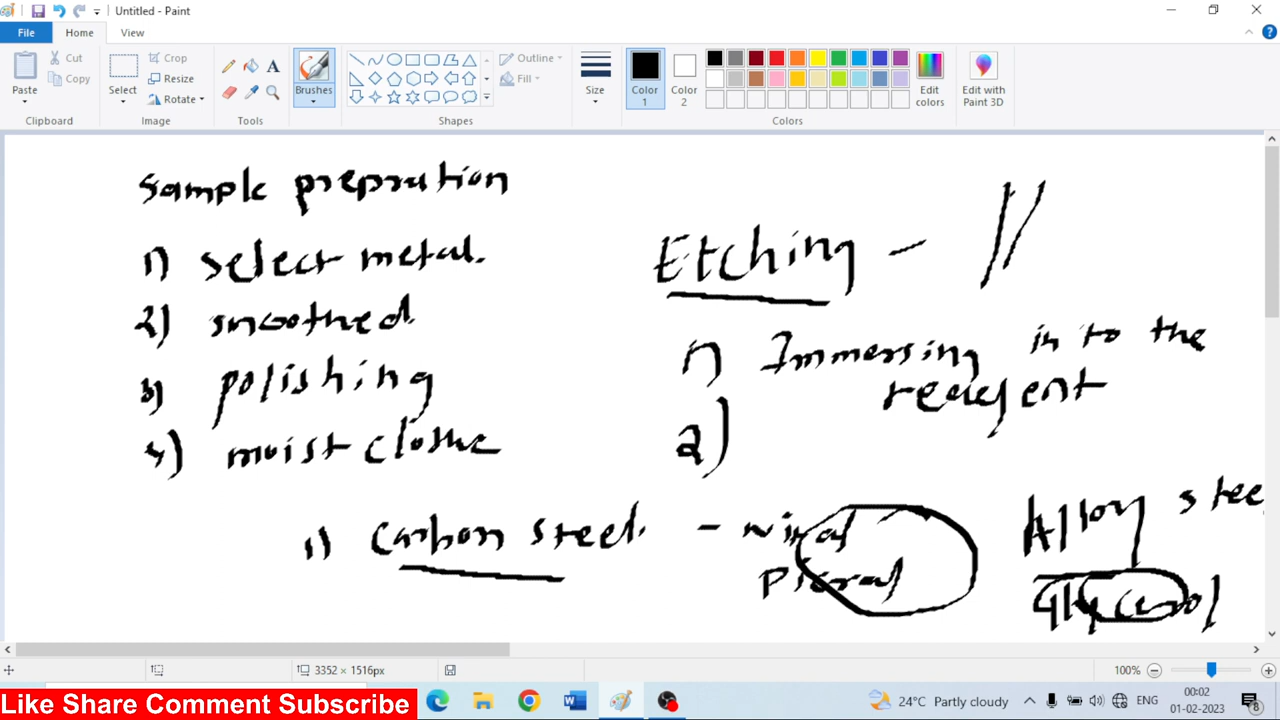 Untitled - Paint
File Home View
Paste Cut Copy
Select Crop Resize Rotate
Brushes
Outline
Fill
Size
Color 1
Color 2
Edit colors
Edit with Paint 3D
Clipboard Image Tools Shapes Colors
sample prepration
1) select metal.
2) smoothed.
3) polishing
4) moist clothe
Etching -
1) Immersing in to the
reagent
2)
1) Carbon steel. - Nital
Picral
Alloy stee
Glycerol
3352 × 1516px
100%
Like Share Comment Subscribe
24°C Partly cloudy
ENG
00:02
01-02-2023
8